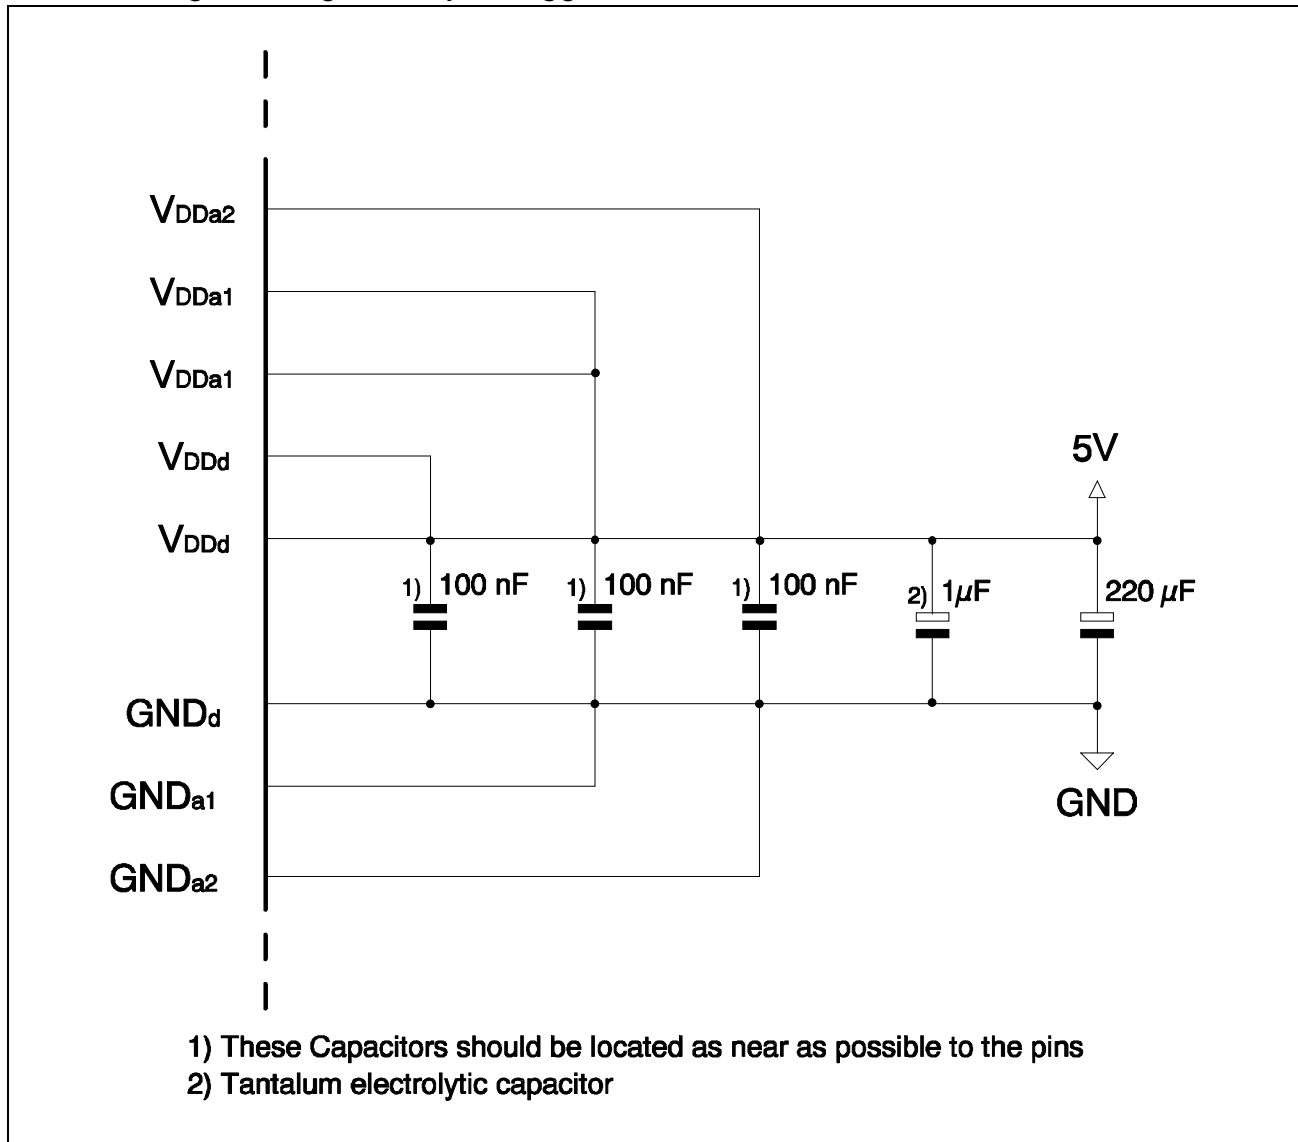 VDDa2
VDDa1
VDDa1
VDDd
5V
VDDd
1) 100 nF 1) 100 nF 1) 100 nF 2) 1µF 220 µF
GNDd
GNDa1
GND
GNDa2
1) These Capacitors should be located as near as possible to the pins
2) Tantalum electrolytic capacitor